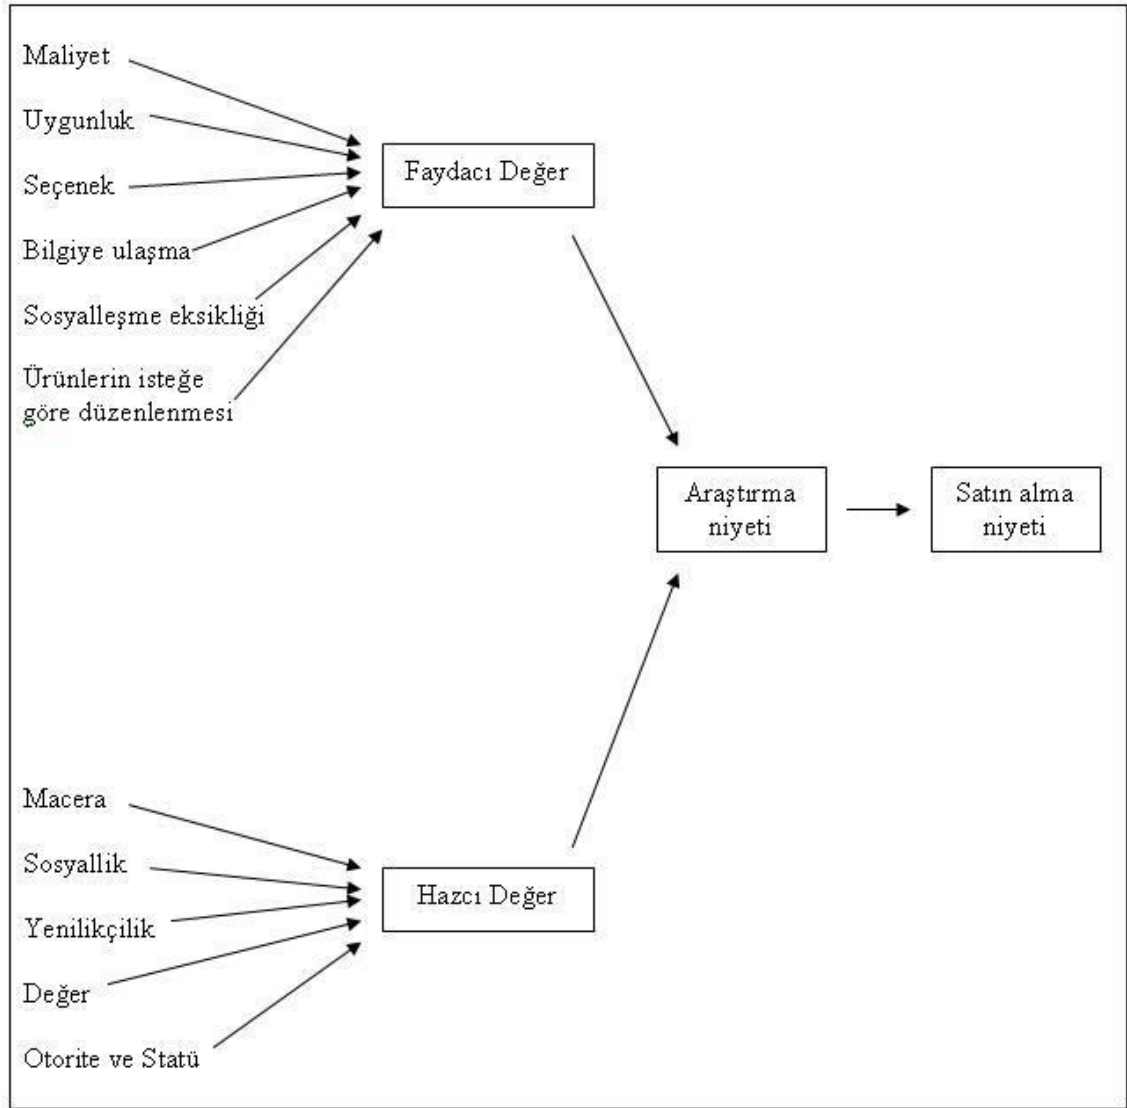 Maliyet
Uygunluk
Seçenek
Bilgiye ulaşma
Sosyalleşme eksikliği
Ürünlerin isteğe
göre düzenlenmesi
Faydacı Değer
Araştırma
niyeti
Satın alma
niyeti
Macera
Sosyallik
Yenilikçilik
Değer
Otorite ve Statü
Hazcı Değer